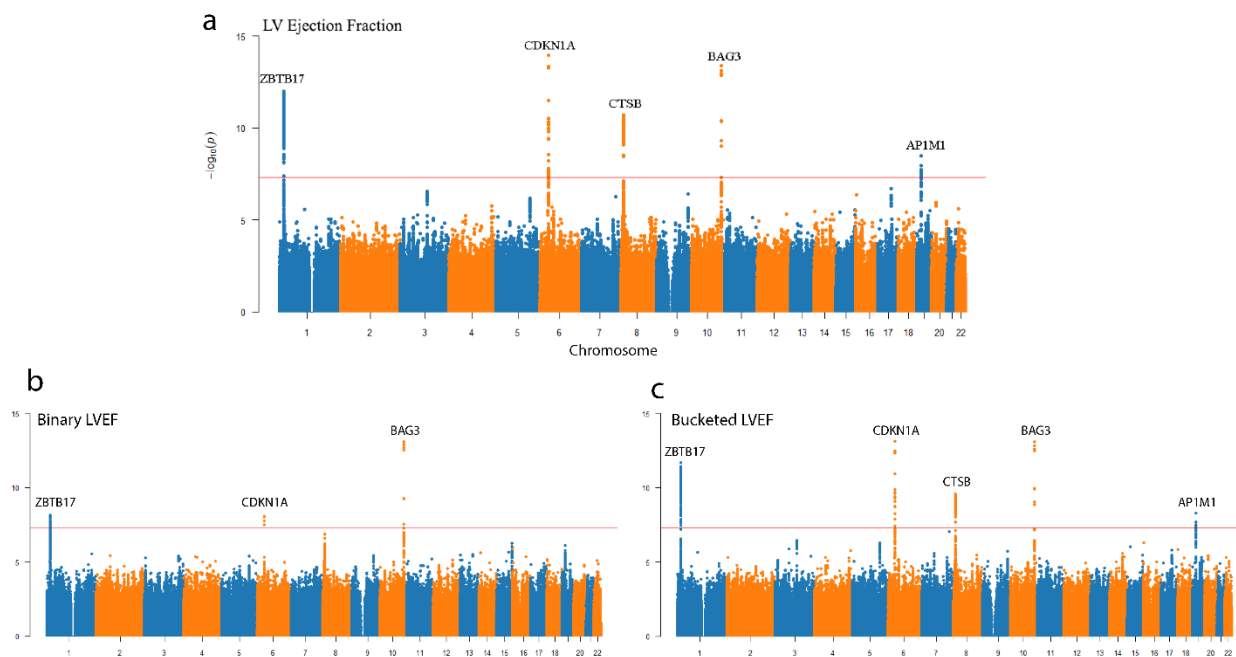 a
LV Ejection Fraction
15
10
5
0
−log₁₀(p)
ZBTB17
CDKN1A
CTSB
BAG3
AP1M1
1 2 3 4 5 6 7 8 9 10 11 12 13 14 15 16 17 18 20 22
Chromosome
b
Binary LVEF
15
10
5
0
ZBTB17
CDKN1A
BAG3
1 2 3 4 5 6 7 8 9 10 11 12 13 14 15 16 17 18 20 22
c
Bucketed LVEF
15
10
5
0
ZBTB17
CDKN1A
CTSB
BAG3
AP1M1
1 2 3 4 5 6 7 8 9 10 11 12 13 14 15 16 17 18 20 22